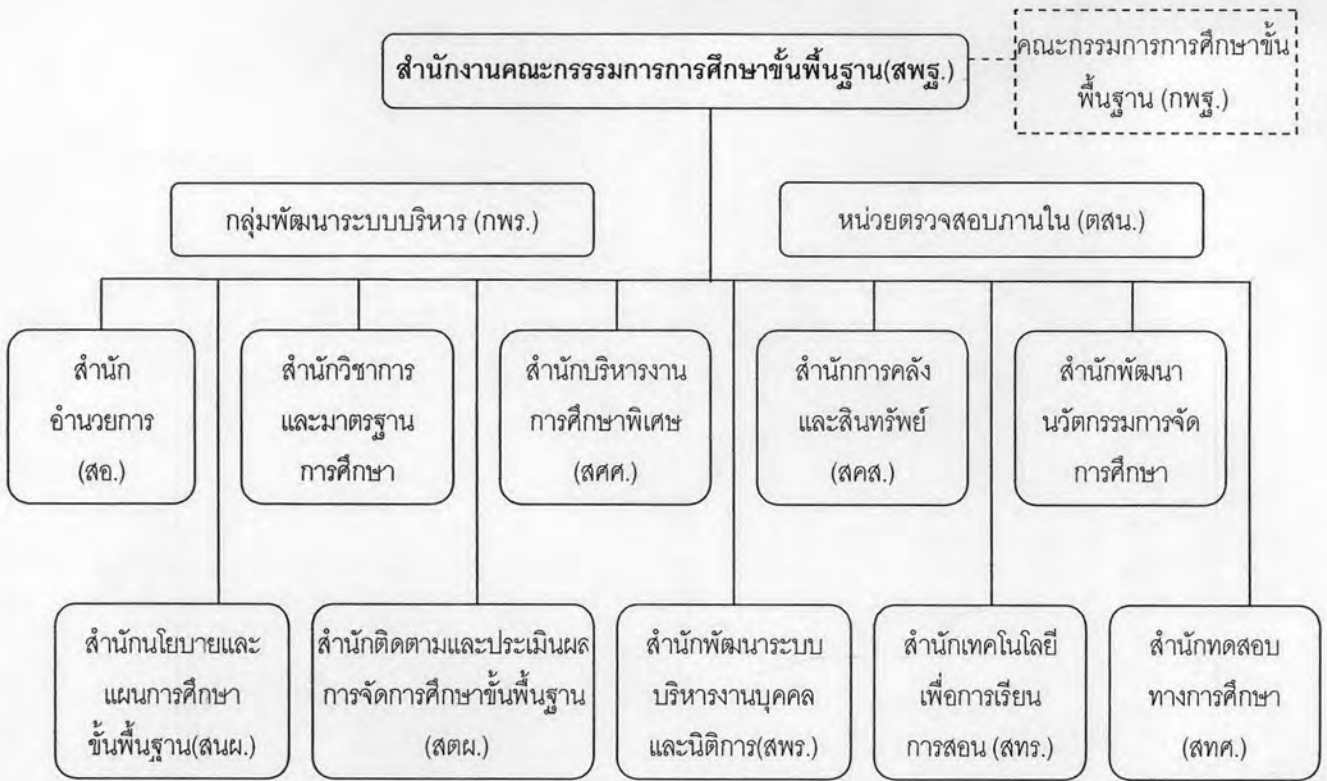 สำนักงานคณะกรรรมการการศึกษาขั้นพื้นฐาน(สพฐ.)
คณะกรรมการการศึกษาขั้น
พื้นฐาน (กพฐ.)
กลุ่มพัฒนาระบบบริหาร (กพร.)
หน่วยตรวจสอบภานใน (ตสน.)
สำนัก
อำนวยการ
(สอ.)
สำนักวิชาการ
และมาตรฐาน
การศึกษา
สำนักบริหารงาน
การศึกษาพิเศษ
(สศศ.)
สำนักการคลัง
และสินทรัพย์
(สคส.)
สำนักพัฒนา
นวัตกรรมการจัด
การศึกษา
สำนักนโยบายและ
แผนการศึกษา
ขั้นพื้นฐาน(สนผ.)
สำนักติดตามและประเมินผล
การจัดการศึกษาขั้นพื้นฐาน
(สตผ.)
สำนักพัฒนาระบบ
บริหารงานบุคคล
และนิติการ(สพร.)
สำนักเทคโนโลยี
เพื่อการเรียน
การสอน (สทร.)
สำนักทดสอบ
ทางการศึกษา
(สทศ.)